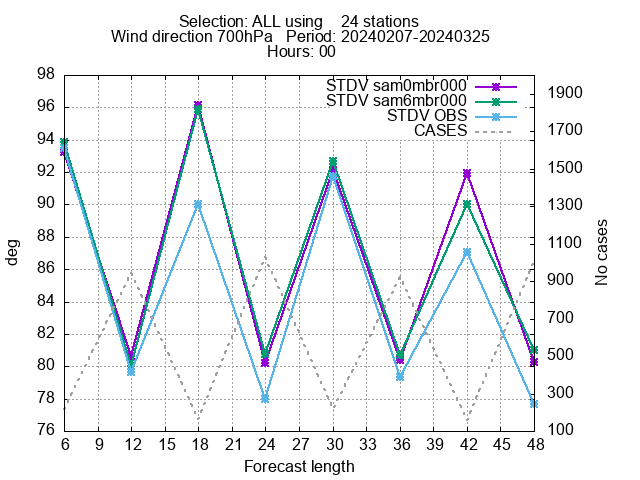 Selection: ALL using    24 stations
Wind direction 700hPa   Period: 20240207-20240325
Hours: 00
STDV sam0mbr000
STDV sam6mbr000
STDV OBS
CASES
98
96
94
92
90
88
86
84
82
80
78
76
deg
1900
1700
1500
1300
1100
900
700
500
300
100
No cases
6 9 12 15 18 21 24 27 30 33 36 39 42 45 48
Forecast length